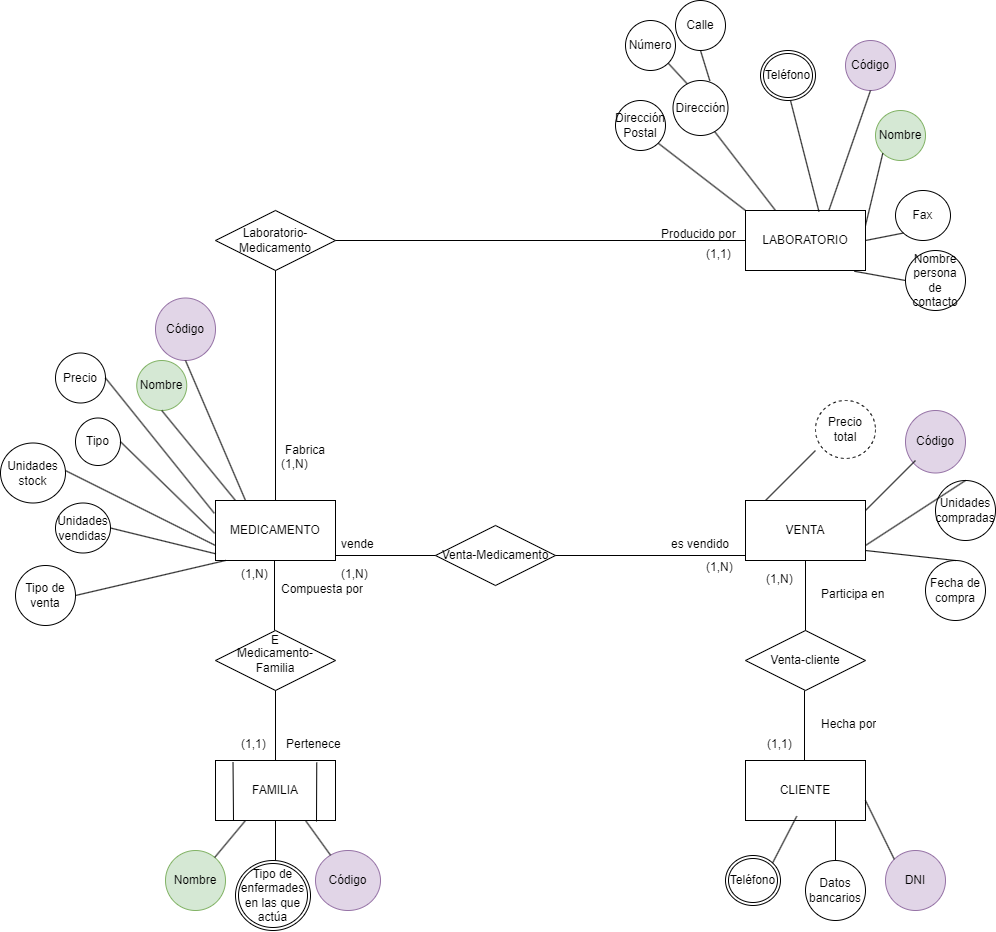 Calle
Número
Teléfono
Código
Dirección
Dirección
Postal
Nombre
Fax
Laboratorio-
Medicamento
Producido por
(1,1)
LABORATORIO
Nombre
persona
de
contacto
Código
Nombre
Precio
Tipo
Unidades
stock
Unidades
vendidas
Tipo de
venta
Fabrica
(1,N)
Precio
total
Código
Unidades
compradas
Fecha de
compra
MEDICAMENTO
vende
(1,N)
Venta-Medicamento
es vendido
(1,N)
VENTA
(1,N)
Compuesta por
(1,N)
Participa en
E
Medicamento-
Familia
Venta-cliente
(1,1)
Pertenece
Hecha por
(1,1)
FAMILIA
CLIENTE
Nombre
Tipo de
enfermades
en las que
actúa
Código
Teléfono
Datos
bancarios
DNI